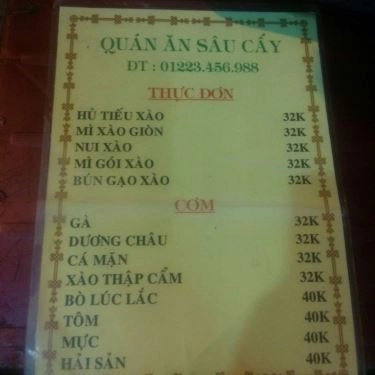 QUÁN ĂN SÂU CẤY
ĐT : 01223.456.988
THỰC ĐƠN
HỦ TIẾU XÀO 32K
MÌ XÀO GIÒN 32K
NUI XÀO 32K
MÌ GÓI XÀO 32K
BÚN GẠO XÀO 32K
CƠM
GÀ 32K
DƯƠNG CHÂU 32K
CÁ MẶN 32K
XÀO THẬP CẨM 32K
BÒ LÚC LẮC 40K
TÔM 40K
MỰC 40K
HẢI SẢN 40K